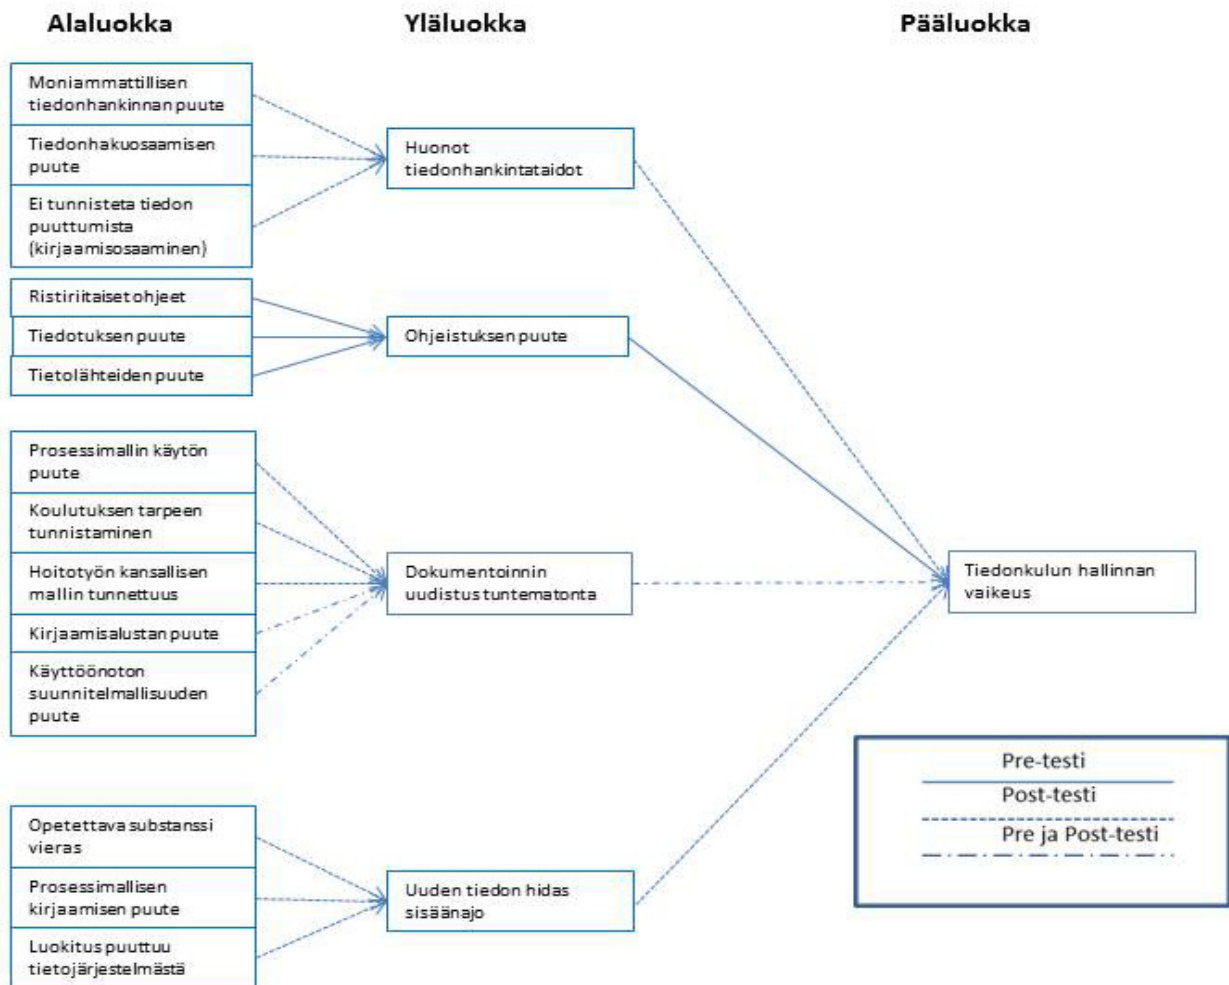 Alaluokka
Yläluokka
Pääluokka
Moniammattillisen
tiedonhankinnan puute
Tiedonhakuosaamisen
puute
Ei tunnisteta tiedon
puuttumista
(kirjaamisosaaminen)
Huonot
tiedonhankintataidot
Ristiriitaiset ohjeet
Tiedotuksen puute
Tietolähteiden puute
Ohjeistuksen puute
Prosessimallin käytön
puute
Koulutuksen tarpeen
tunnistaminen
Hoitotyön kansallisen
mallin tunnettuus
Kirjaamisalustan puute
Käyttöönoton
suunnitelmallisuuden
puute
Dokumentoinnin
uudistus tuntematonta
Tiedonkulun hallinnan
vaikeus
Opetettava substanssi
vieras
Prosessimallisen
kirjaamisen puute
Luokitus puuttuu
tietojärjestelmästä
Uuden tiedon hidas
sisäänajo
Pre-testi
Post-testi
Pre ja Post-testi